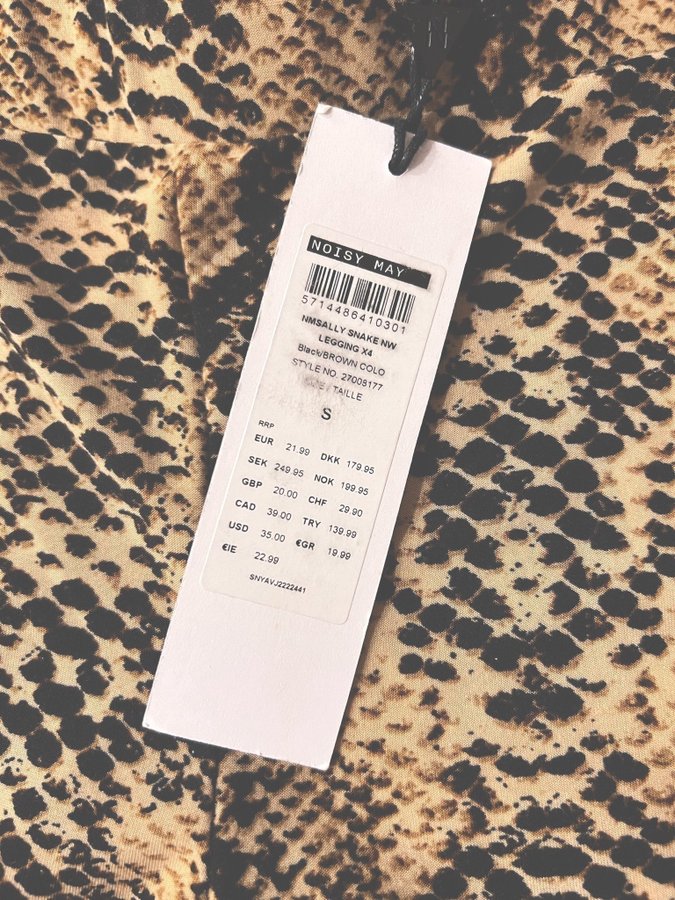 NOISY MAY
5714486410301
NMSALLY SNAKE NW
LEGGING X4
Black/BROWN COLO
STYLE NO. 27008177
TAILLE
S
RRP
EUR 21.99 DKK 179.95
SEK 249.95 NOK 199.95
GBP 20.00 CHF 29.90
CAD 39.00 TRY 139.99
USD 35.00 €GR 19.99
€IE 22.99
SNYAVJ2222441